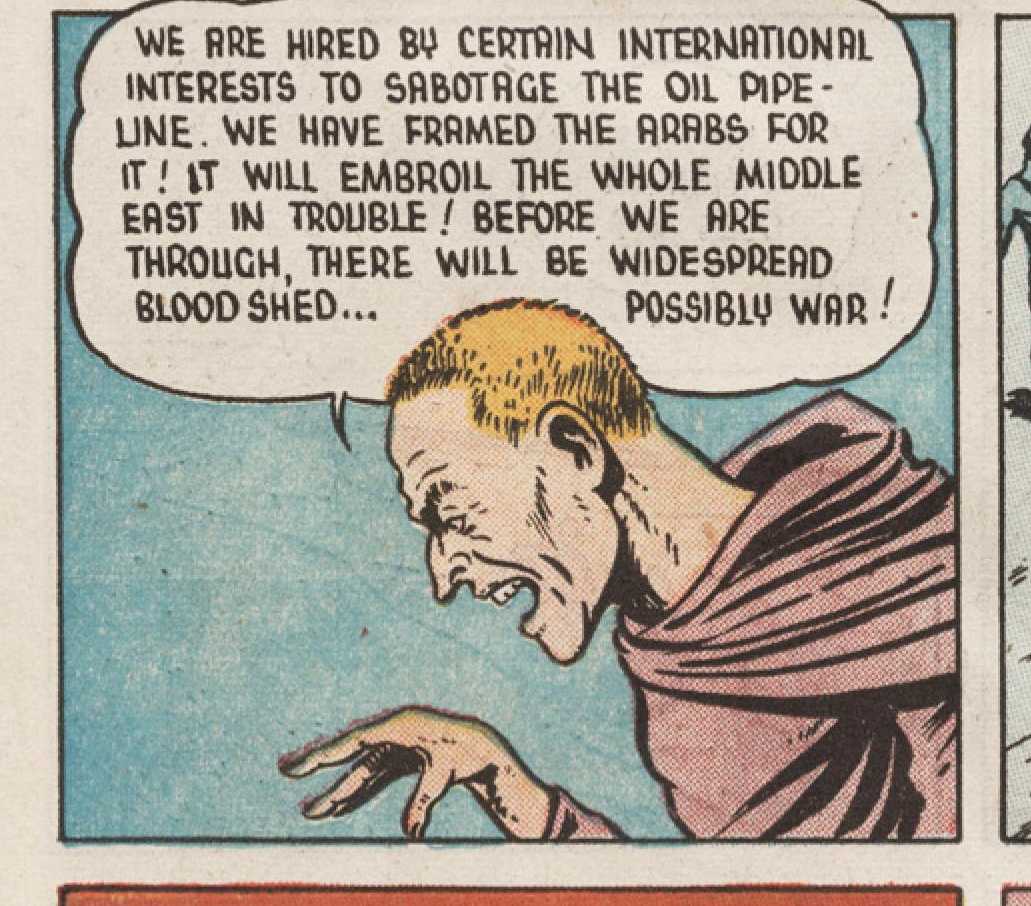 WE ARE HIRED BY CERTAIN INTERNATIONAL
INTERESTS TO SABOTAGE THE OIL PIPE-
LINE. WE HAVE FRAMED THE ARABS FOR
IT! IT WILL EMBROIL THE WHOLE MIDDLE
EAST IN TROUBLE! BEFORE WE ARE
THROUGH, THERE WILL BE WIDESPREAD
BLOODSHED... POSSIBLY WAR!